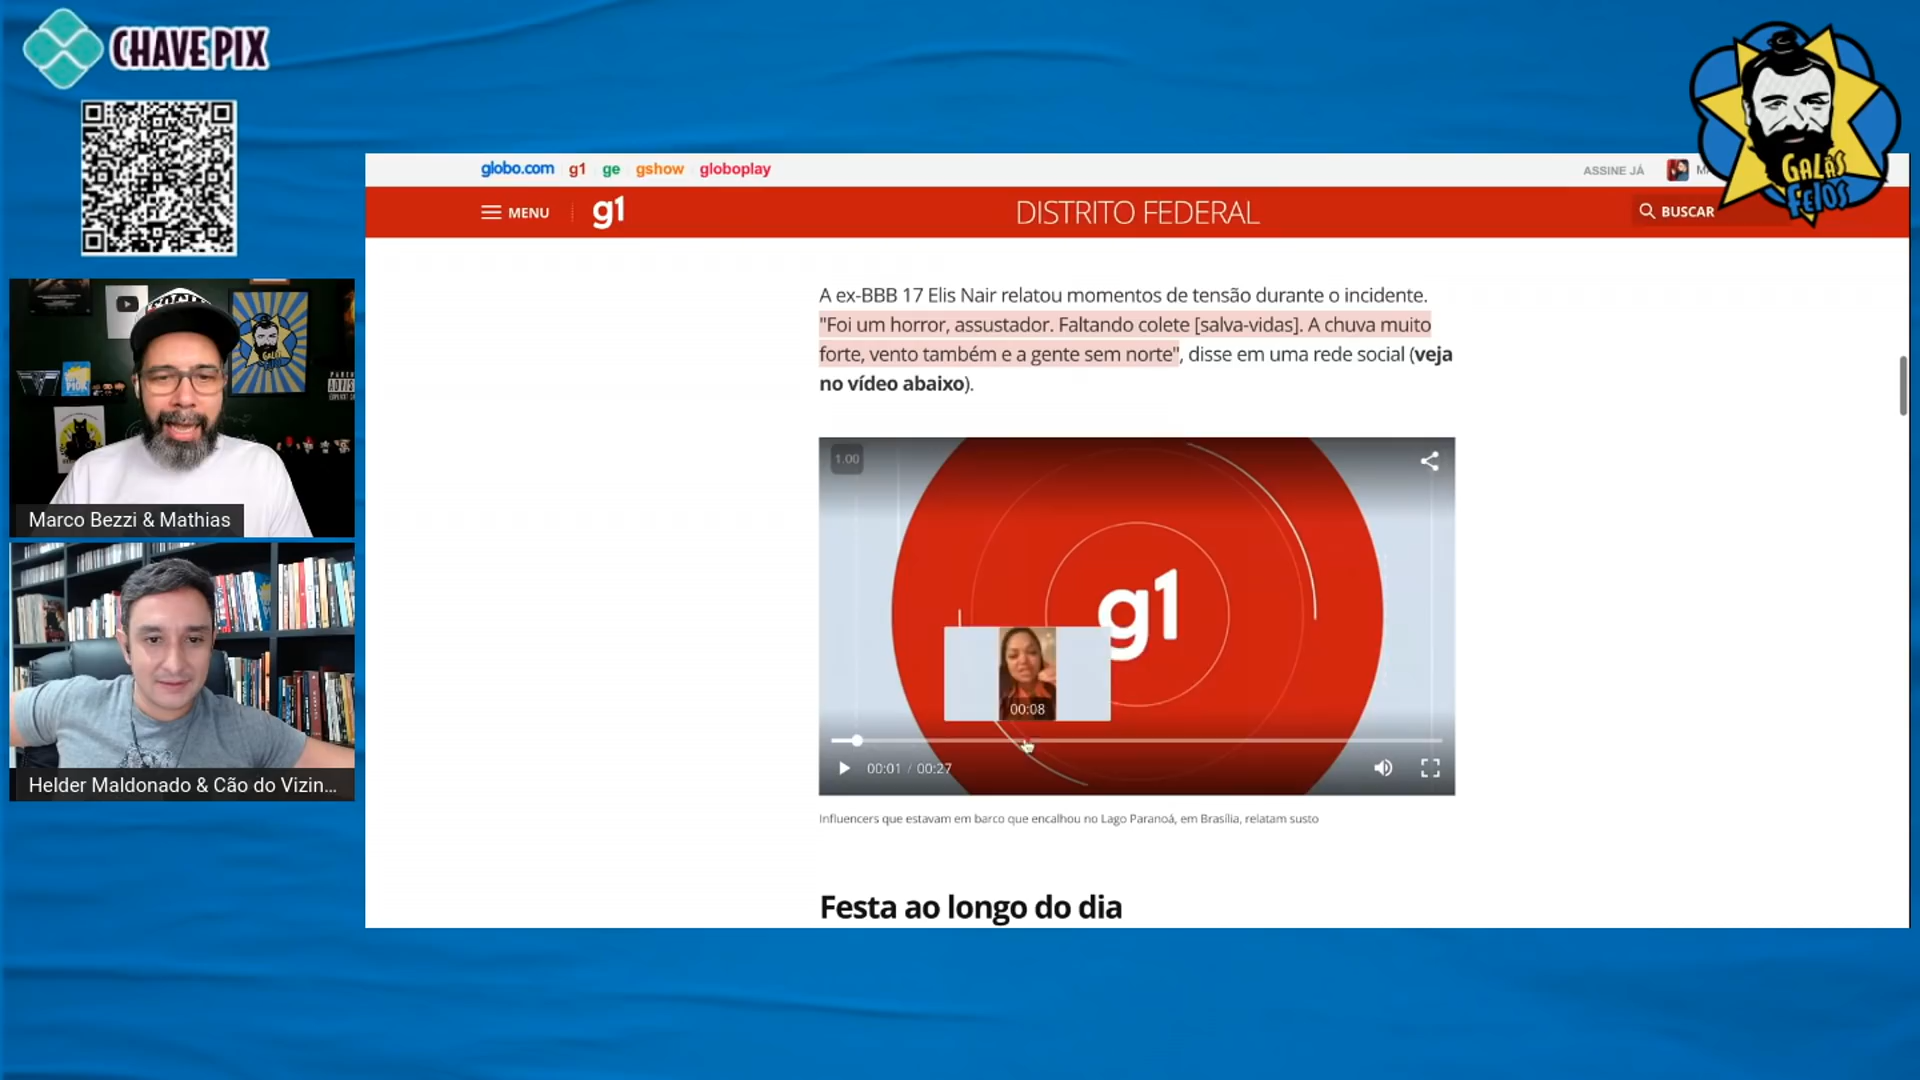 CHAVE PIX
GALÃS
FEIOS
globo.com g1 ge gshow globoplay
ASSINE JÁ
MENU g1 DISTRITO FEDERAL BUSCAR
A ex-BBB 17 Elis Nair relatou momentos de tensão durante o incidente.
"Foi um horror, assustador. Faltando colete [salva-vidas]. A chuva muito
forte, vento também e a gente sem norte", disse em uma rede social (veja
no vídeo abaixo).
1.00
g1
00:08
00:01 / 00:27
Influencers que estavam em barco que encalhou no Lago Paranoá, em Brasília, relatam susto
Festa ao longo do dia
Marco Bezzi & Mathias
Helder Maldonado & Cão do Vizin...